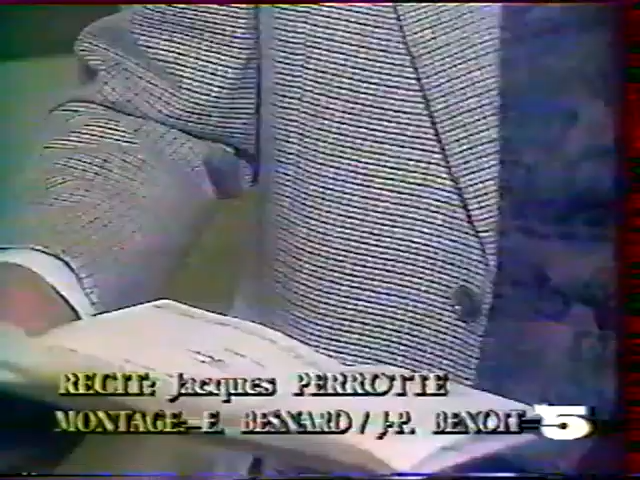 RECIT: Jacques PERROTTE
MONTAGE: E. BESNARD / J-P. BENOIT
5